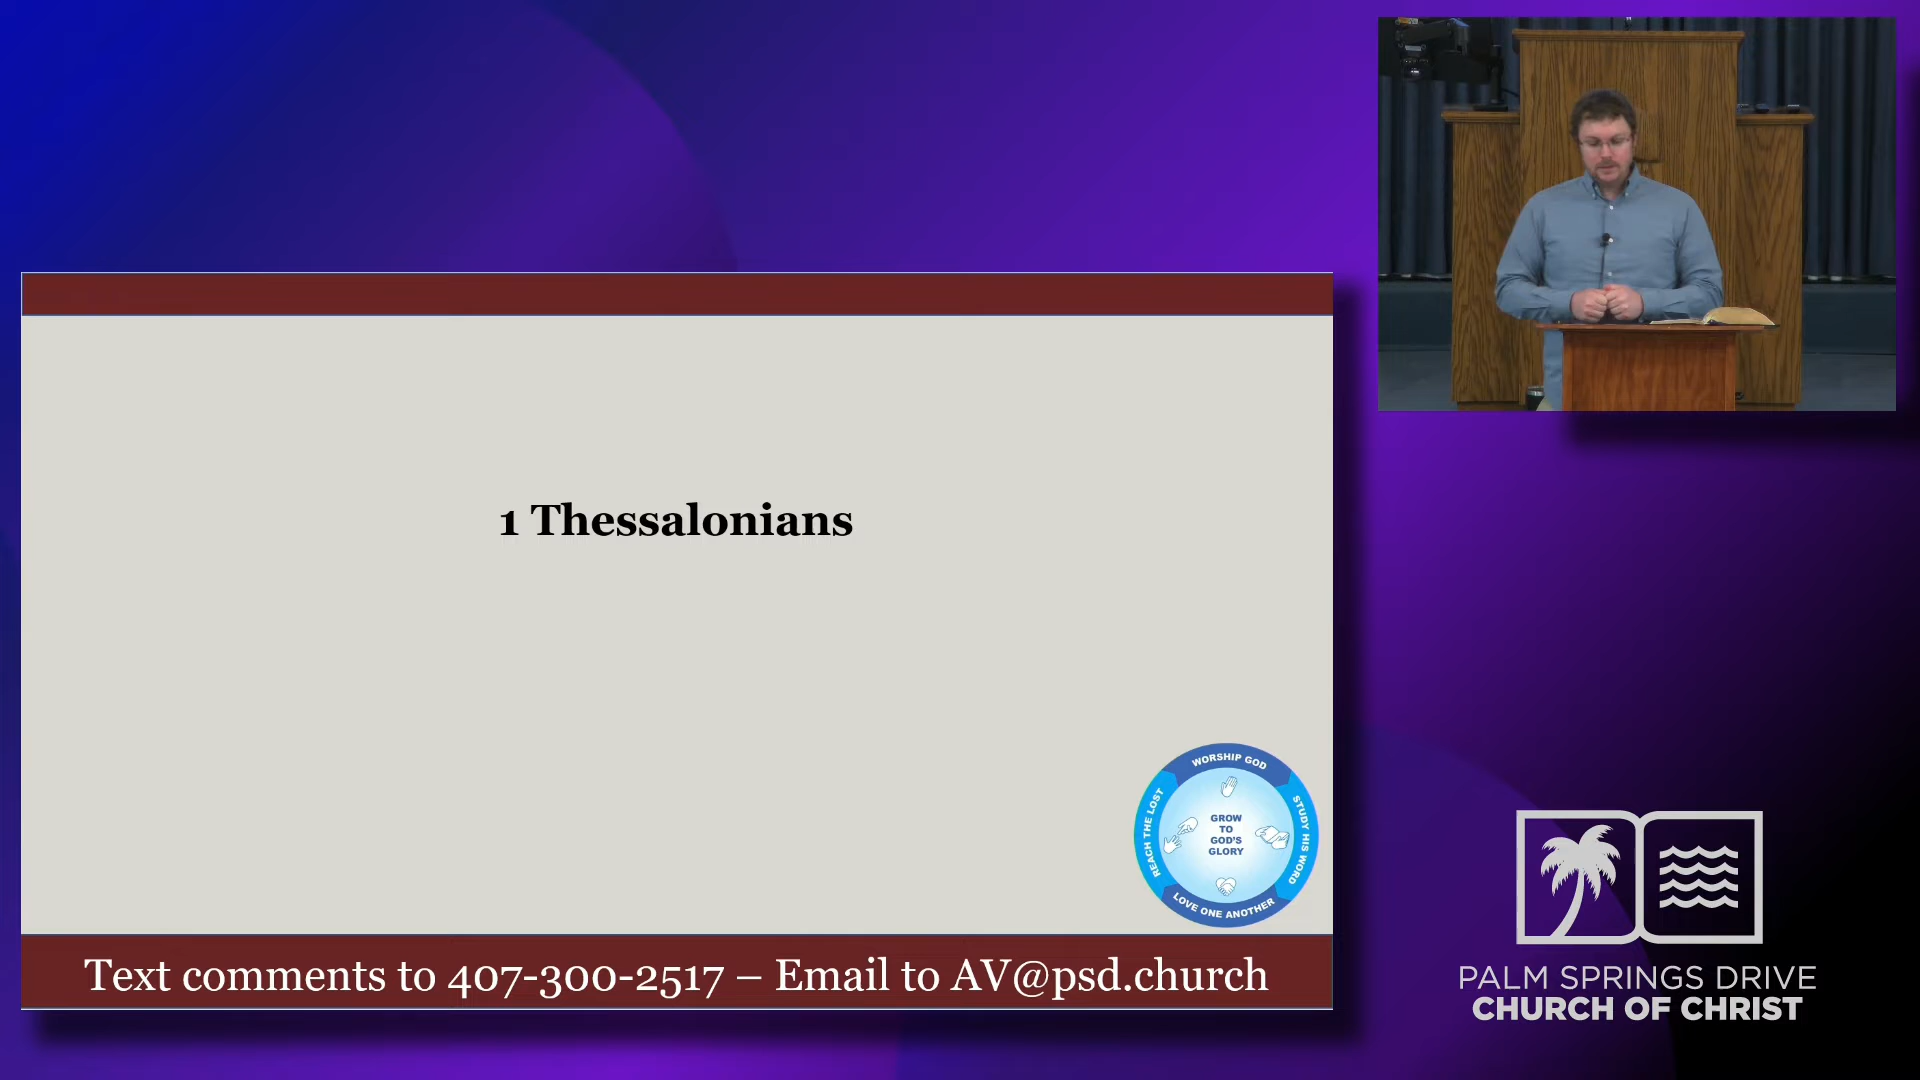 1 Thessalonians
WORSHIP GOD
STUDY HIS WORD
LOVE ONE ANOTHER
REACH THE LOST
GROW
TO
GOD'S
GLORY
Text comments to 407-300-2517 – Email to AV@psd.church
PALM SPRINGS DRIVE
CHURCH OF CHRIST